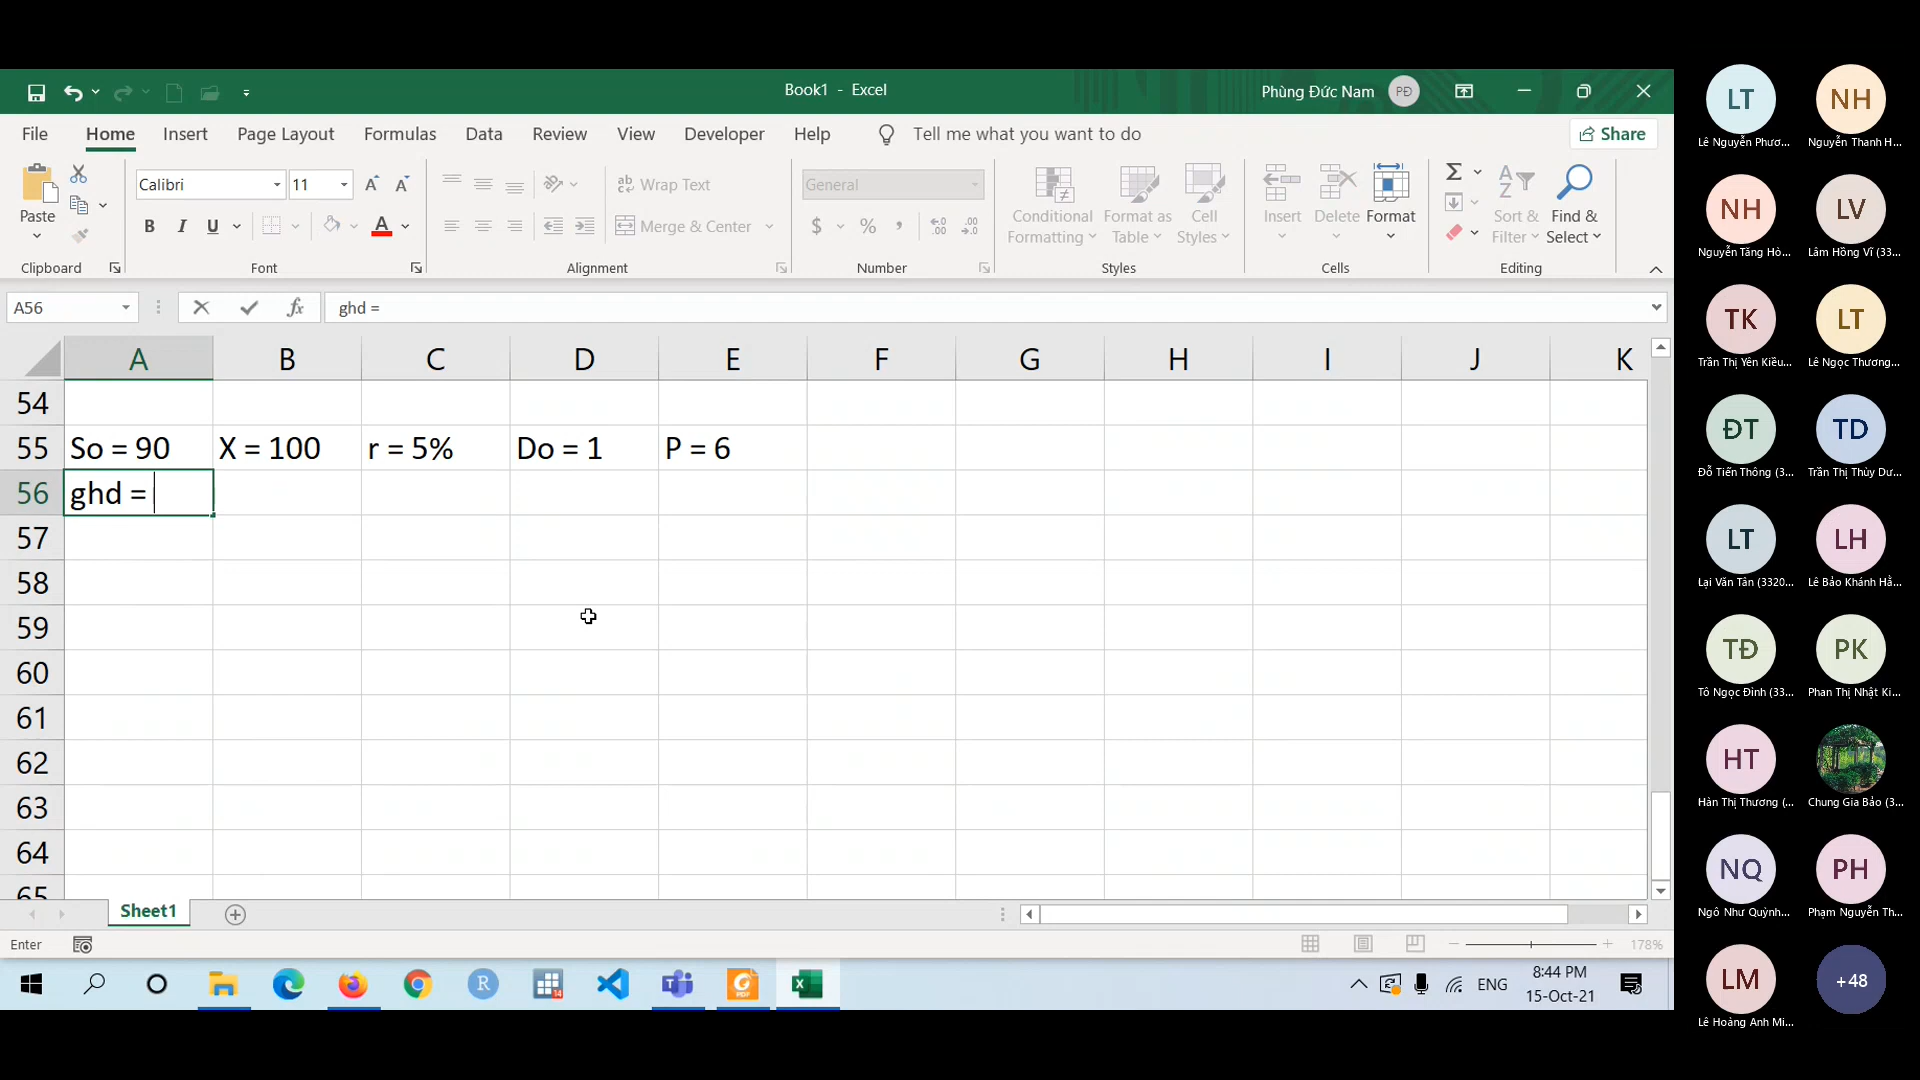 Book1 - Excel
Phùng Đức Nam
PĐ
File Home Insert Page Layout Formulas Data Review View Developer Help Tell me what you want to do
Share
Paste
Calibri 11
Wrap Text
General
Merge & Center
Conditional Formatting
Format as Table
Cell Styles
Insert Delete Format
Sort & Filter
Find & Select
Clipboard Font Alignment Number Styles Cells Editing
A56 ghd =
A B C D E F G H I J K
54
55 So = 90 X = 100 r = 5% Do = 1 P = 6
56 ghd =
57
58
59
60
61
62
63
64
65
Sheet1
Enter
178%
ENG
8:44 PM
15-Oct-21
LT NH
Lê Nguyễn Phươ... Nguyễn Thanh H...
NH LV
Nguyễn Tăng Hò... Lâm Hồng Vĩ (33...
TK LT
Trần Thị Yên Kiều... Lê Ngọc Thương...
ĐT TD
Đỗ Tiến Thông (3... Trần Thị Thùy Dư...
LT LH
Lại Văn Tân (3320... Lê Bảo Khánh Hằ...
TĐ PK
Tô Ngọc Đình (33... Phan Thị Nhật Ki...
HT
Hàn Thị Thương (... Chung Gia Bảo (3...
NQ PH
Ngô Như Quỳnh... Phạm Nguyễn Th...
LM +48
Lê Hoảng Anh Mi...